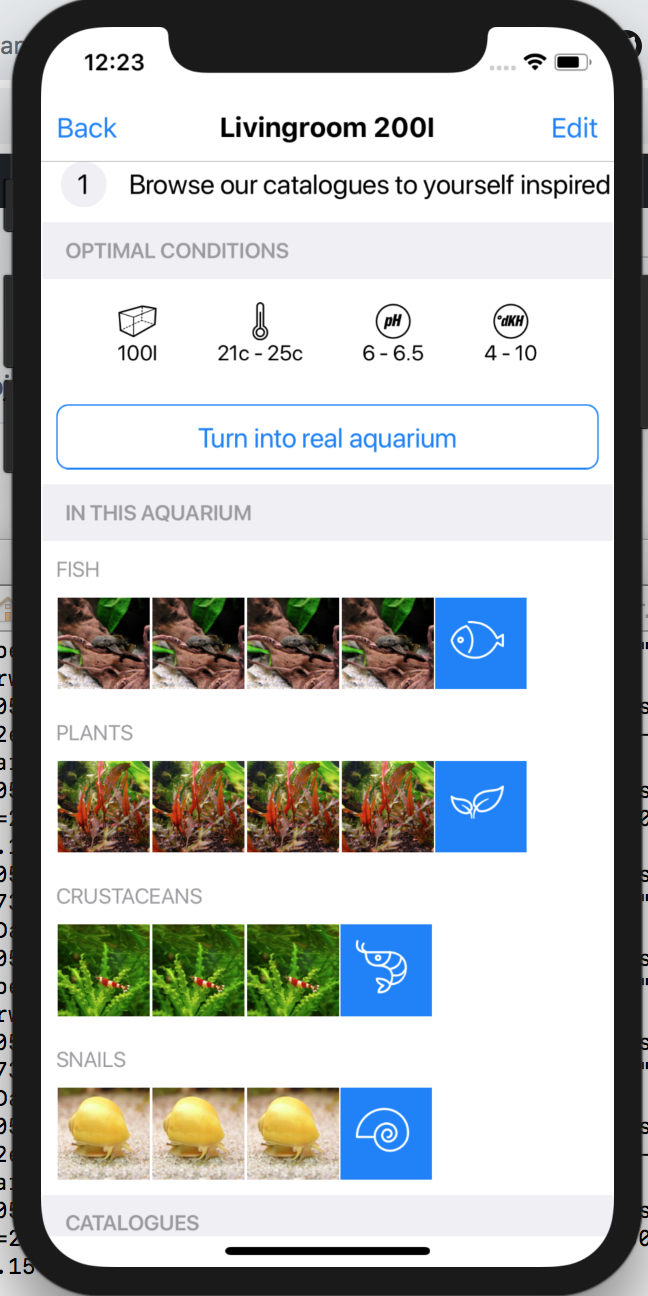 12:23
Back
Livingroom 200l
Edit
1
Browse our catalogues to yourself inspired
OPTIMAL CONDITIONS
pH
°dKH
100l
21c - 25c
6 - 6.5
4 - 10
Turn into real aquarium
IN THIS AQUARIUM
FISH
PLANTS
CRUSTACEANS
SNAILS
CATALOGUES
.15